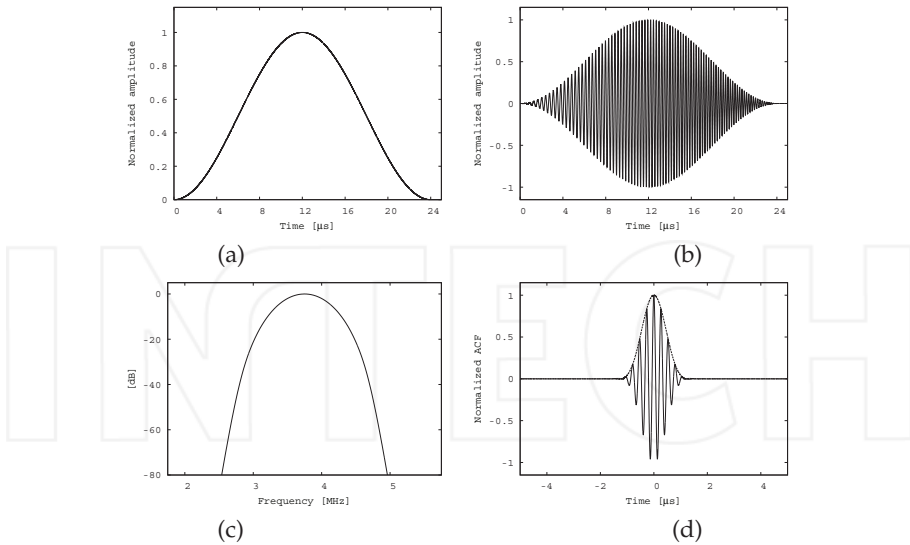 Normalized amplitude
1
0.8
0.6
0.4
0.2
0
0 4 8 12 16 20 24
Time [μs]
(a)
Normalized amplitude
1
0.5
0
-0.5
-1
0 4 8 12 16 20 24
Time [μs]
(b)
[dB]
0
-20
-40
-60
-80
2 3 4 5
Frequency [MHz]
(c)
Normalized ACF
1
0.5
0
-0.5
-1
-4 -2 0 2 4
Time [μs]
(d)
INTECH